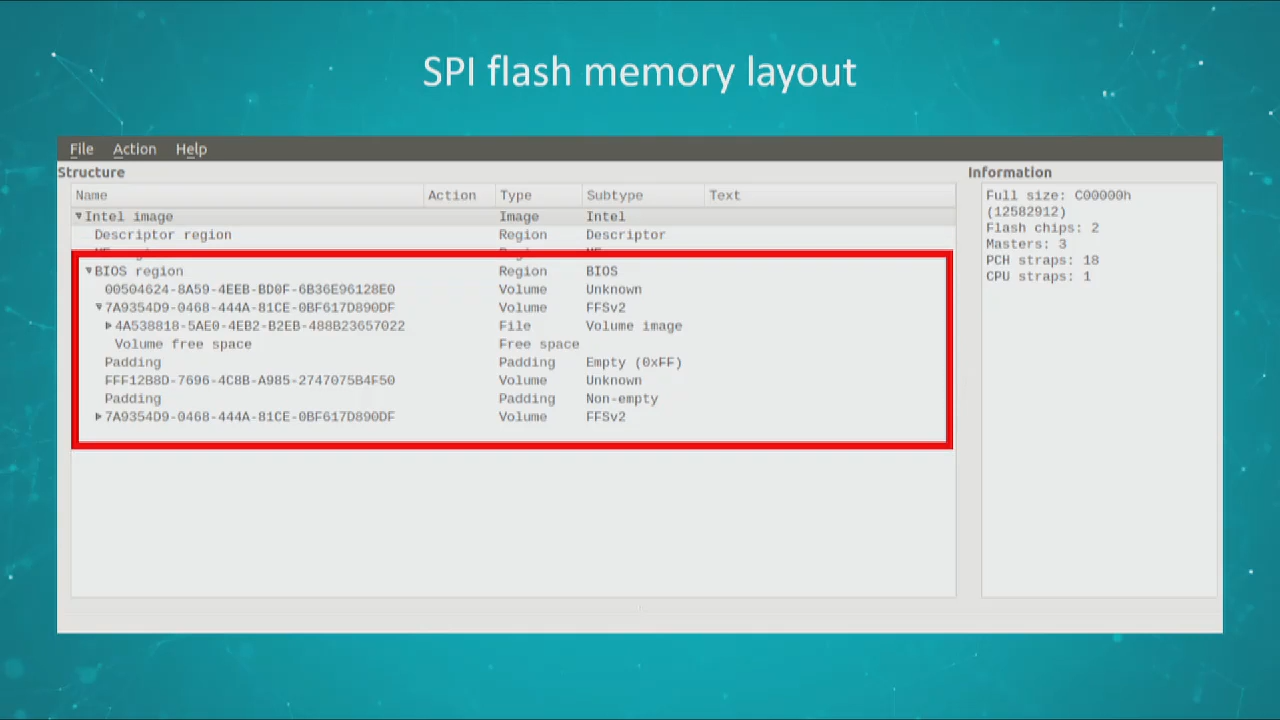 SPI flash memory layout
File Action Help
Structure
Information
Name Action Type Subtype Text
Intel image Image Intel
Descriptor region Region Descriptor
BIOS region Region BIOS
00504624-8A59-4EEB-BD0F-6B36E96128E0 Volume Unknown
7A9354D9-0468-444A-81CE-0BF617D890DF Volume FFSv2
4A538818-5AE0-4EB2-B2EB-488B23657022 File Volume image
Volume free space Free space
Padding Padding Empty (0xFF)
FFF12B8D-7696-4C8B-A985-2747075B4F50 Volume Unknown
Padding Padding Non-empty
7A9354D9-0468-444A-81CE-0BF617D890DF Volume FFSv2
Full size: C00000h
(12582912)
Flash chips: 2
Masters: 3
PCH straps: 18
CPU straps: 1